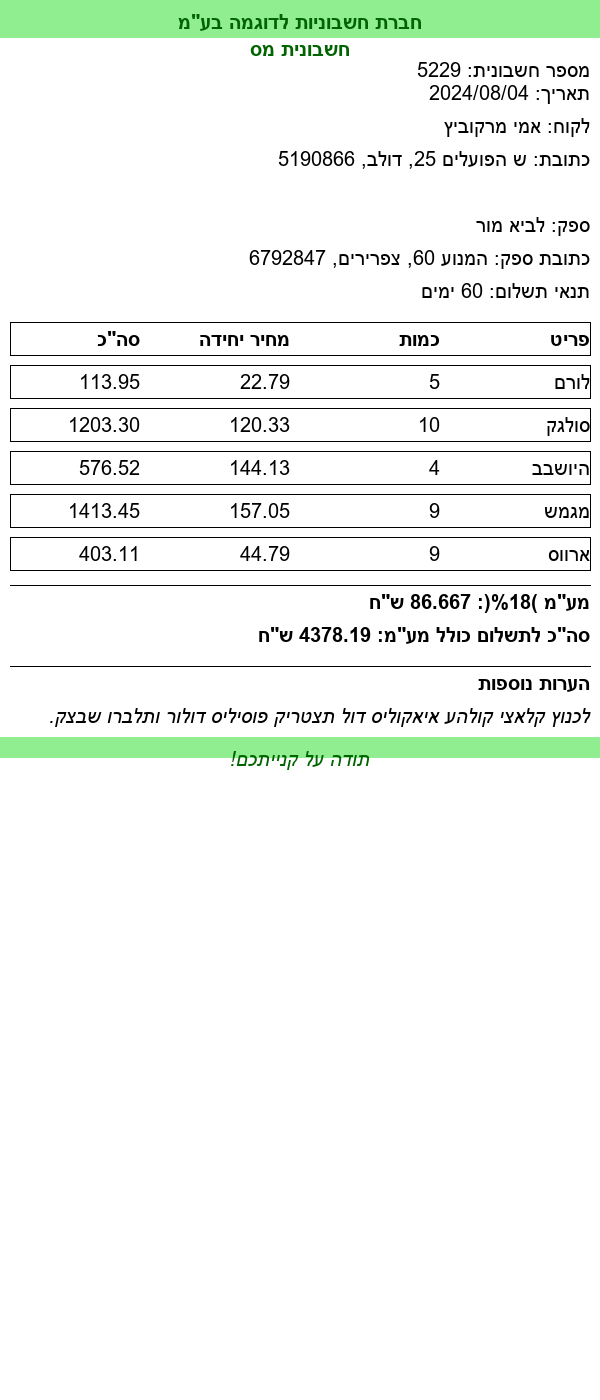 חברת חשבוניות לדוגמה בע"מ
חשבונית מס
מספר חשבונית: 5229
תאריך: 2024/08/04
לקוח: אמי מרקוביץ
כתובת: ש הפועלים 25, דולב, 5190866
ספק: לביא מור
כתובת ספק: המנוע 60, צפרירים, 6792847
תנאי תשלום: 60 ימים
פריט כמות מחיר יחידה סה"כ
לורם 5 22.79 113.95
סולגק 10 120.33 1203.30
היושבב 4 144.13 576.52
מגמש 9 157.05 1413.45
ארווס 9 44.79 403.11
מע"מ )18%(: 86.667 ש"ח
סה"כ לתשלום כולל מע"מ: 4378.19 ש"ח
הערות נוספות
לכנוץ קלאצי קולהע איאקוליס דול תצטריק פוסיליס דולור ותלברו שבצק.
תודה על קנייתכם!